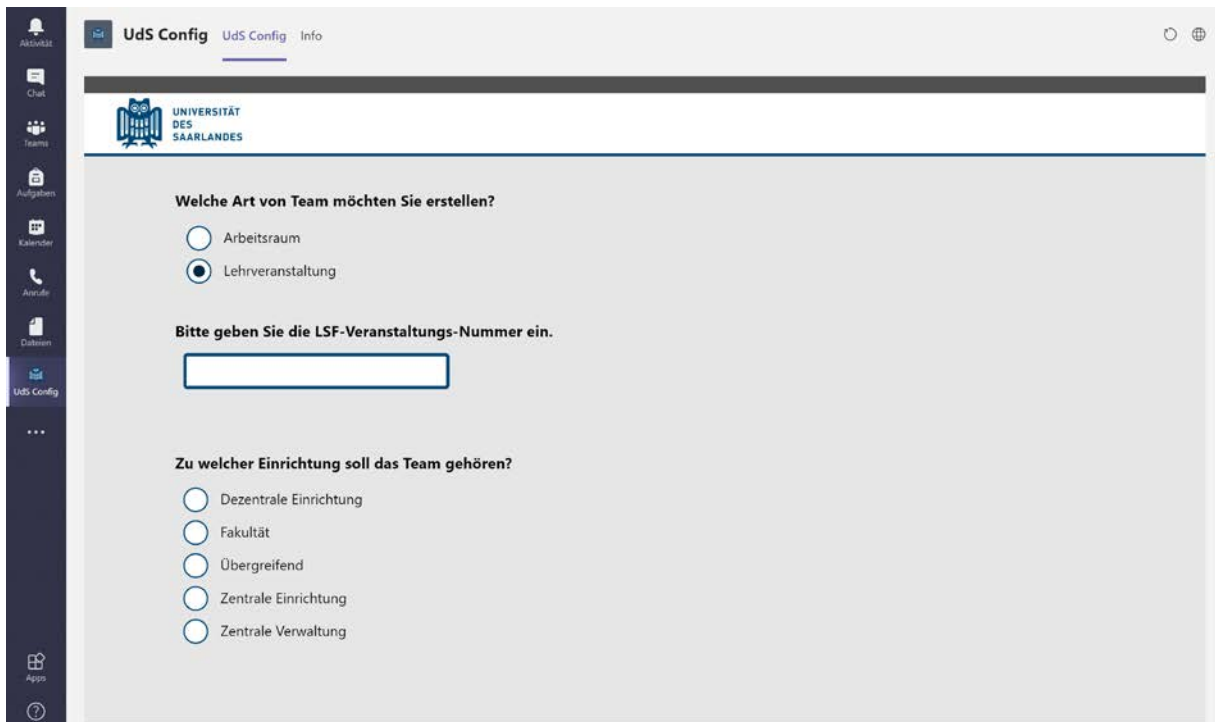 Aktivität
Chat
Teams
Aufgaben
Kalender
Anrufe
Dateien
UdS Config
Apps
UdS Config UdS Config Info
UNIVERSITÄT
DES
SAARLANDES
Welche Art von Team möchten Sie erstellen?
Arbeitsraum
Lehrveranstaltung
Bitte geben Sie die LSF-Veranstaltungs-Nummer ein.
Zu welcher Einrichtung soll das Team gehören?
Dezentrale Einrichtung
Fakultät
Übergreifend
Zentrale Einrichtung
Zentrale Verwaltung